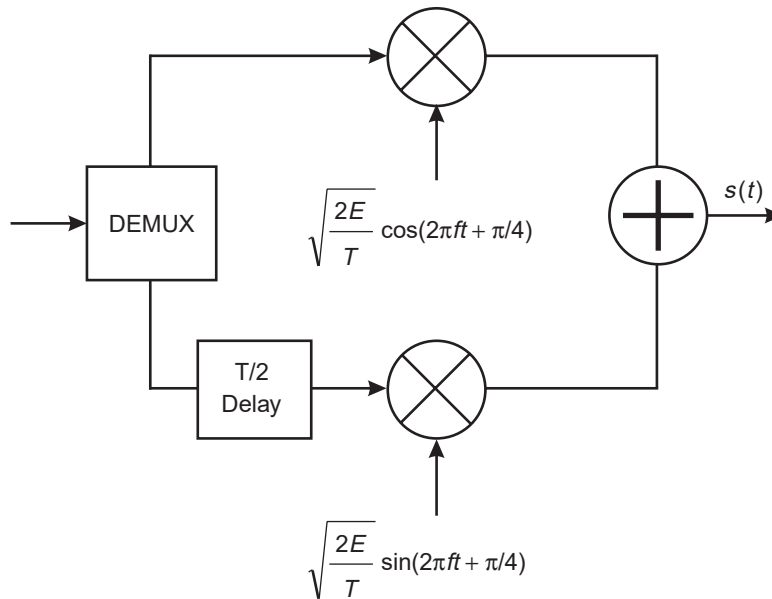 s(t)
DEMUX
√(2E/T) cos(2πft + π/4)
T/2
Delay
√(2E/T) sin(2πft + π/4)